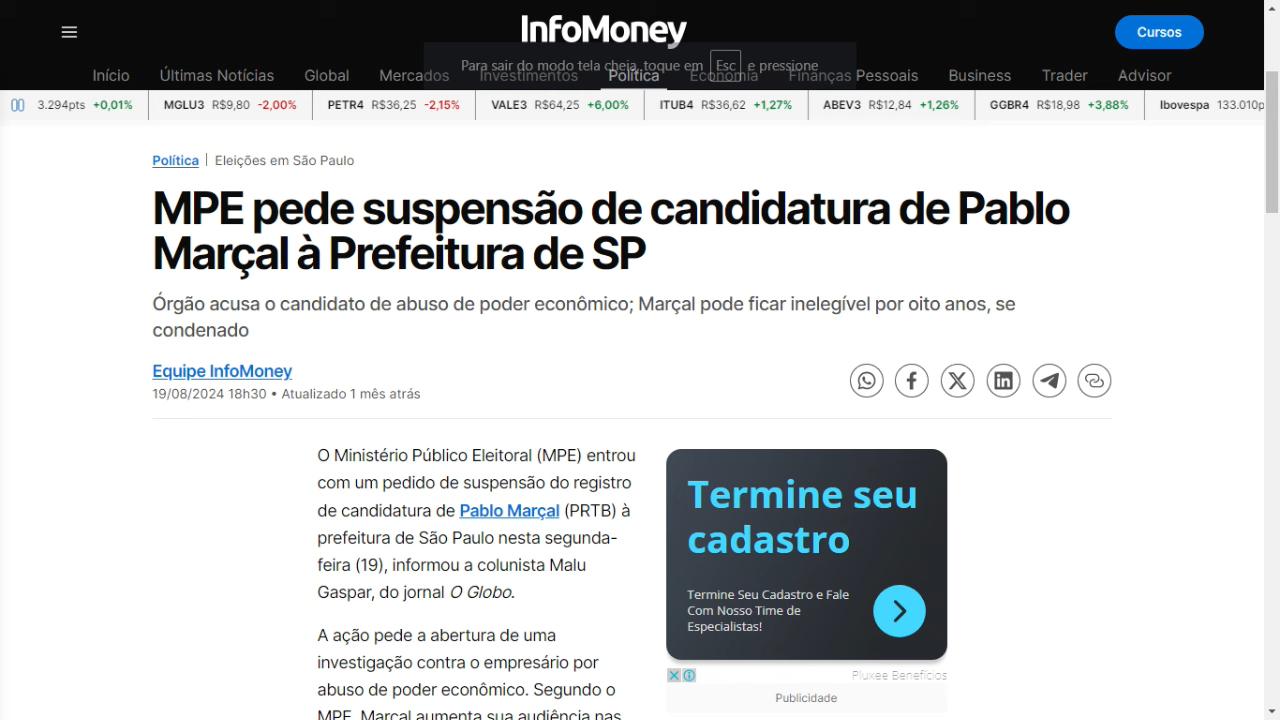 InfoMoney
Cursos
Para sair do modo tela cheia, toque em Esc e pressione
Início Últimas Notícias Global Mercados Investimentos Política Economia Finanças Pessoais Business Trader Advisor
3.294pts +0,01% MGLU3 R$9,80 -2,00% PETR4 R$36,25 -2,15% VALE3 R$64,25 +6,00% ITUB4 R$36,62 +1,27% ABEV3 R$12,84 +1,26% GGBR4 R$18,98 +3,88% Ibovespa 133.010p
Política | Eleições em São Paulo
MPE pede suspensão de candidatura de Pablo
Marçal à Prefeitura de SP
Órgão acusa o candidato de abuso de poder econômico; Marçal pode ficar inelegível por oito anos, se
condenado
Equipe InfoMoney
19/08/2024 18h30 • Atualizado 1 mês atrás
O Ministério Público Eleitoral (MPE) entrou
com um pedido de suspensão do registro
de candidatura de Pablo Marçal (PRTB) à
prefeitura de São Paulo nesta segunda-
feira (19), informou a colunista Malu
Gaspar, do jornal O Globo.
A ação pede a abertura de uma
investigação contra o empresário por
abuso de poder econômico. Segundo o
MPE, Marçal aumenta sua audiência nas
Termine seu
cadastro
Termine Seu Cadastro e Fale
Com Nosso Time de
Especialistas!
Pluxee Benefícios
Publicidade